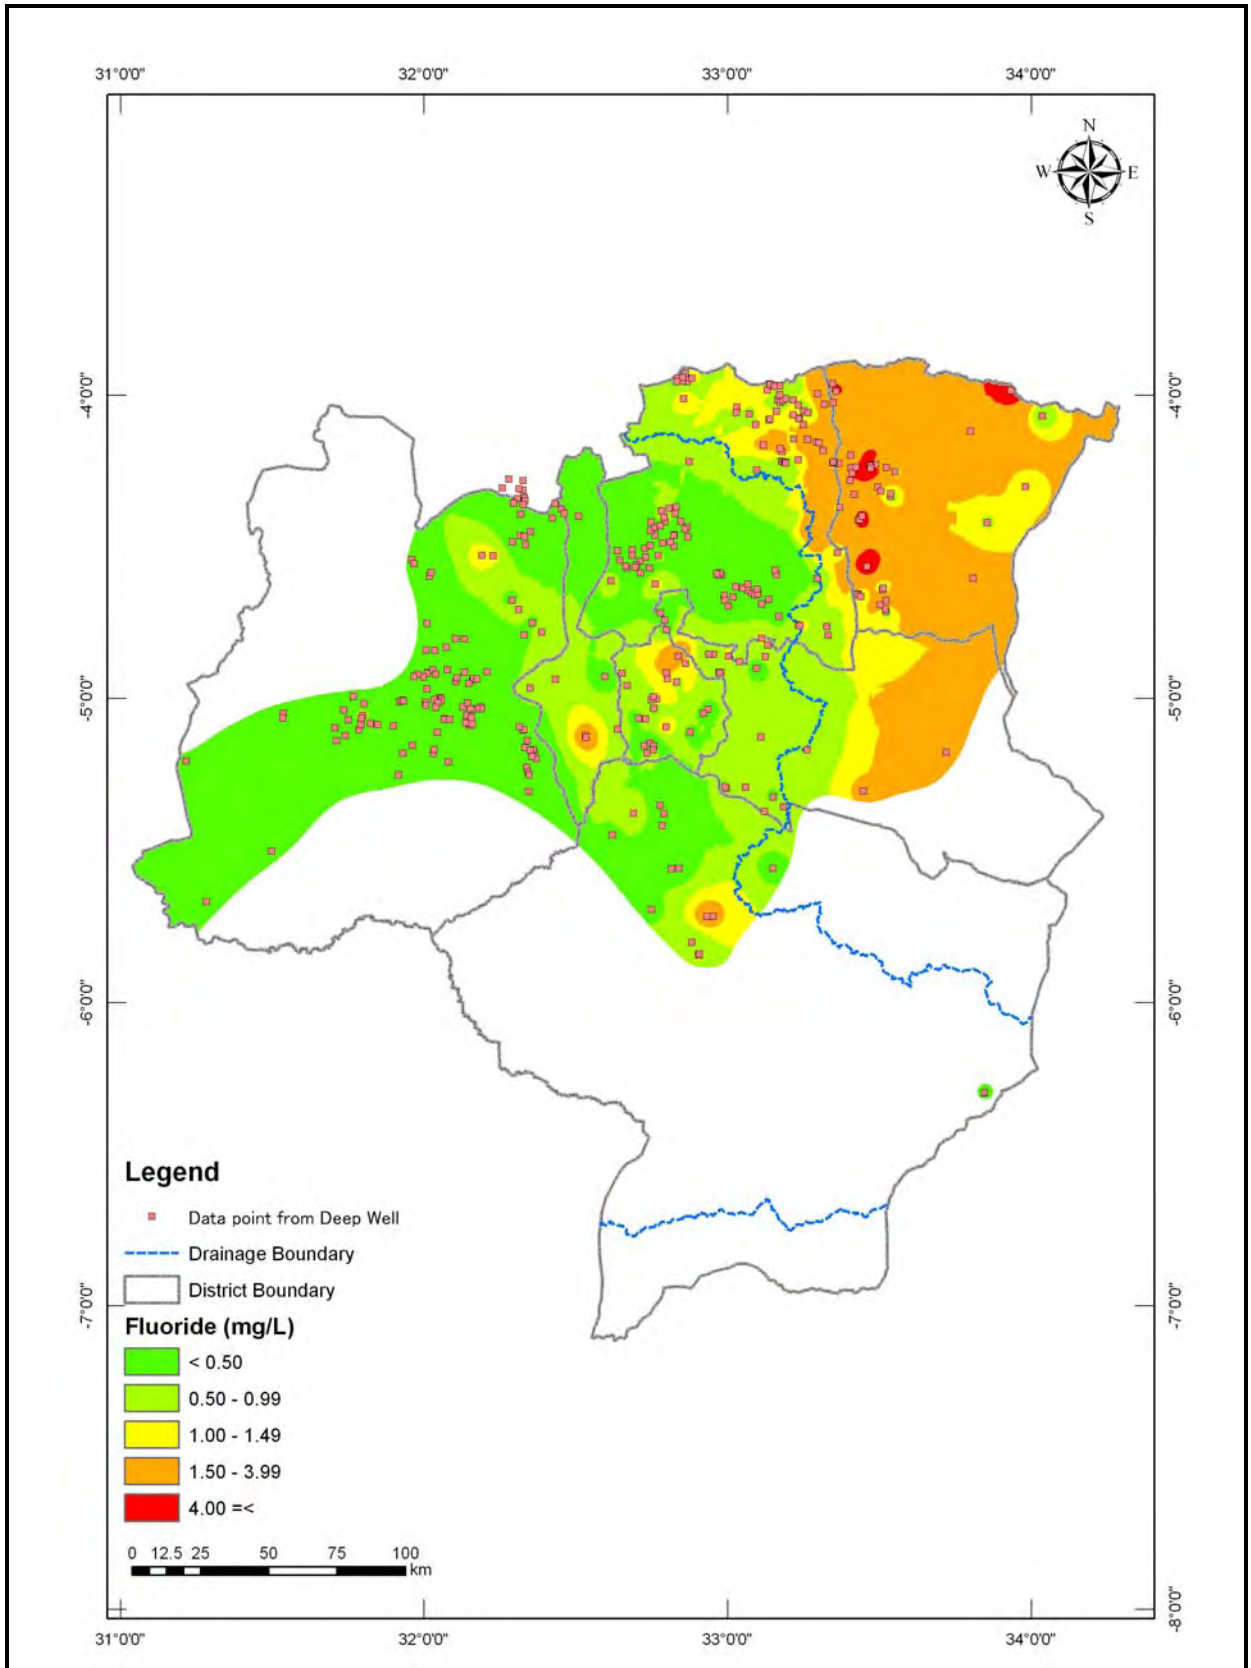 31°0'0" 32°0'0" 33°0'0" 34°0'0"
N
W E
S
-4°0'0" -4°0'0"
-5°0'0" -5°0'0"
-6°0'0" -6°0'0"
Legend
Data point from Deep Well
Drainage Boundary
District Boundary
-7°0'0" -7°0'0"
Fluoride (mg/L)
< 0.50
0.50 - 0.99
1.00 - 1.49
1.50 - 3.99
4.00 =<
0 12.5 25 50 75 100
km
-8°0'0"
31°0'0" 32°0'0" 33°0'0" 34°0'0"